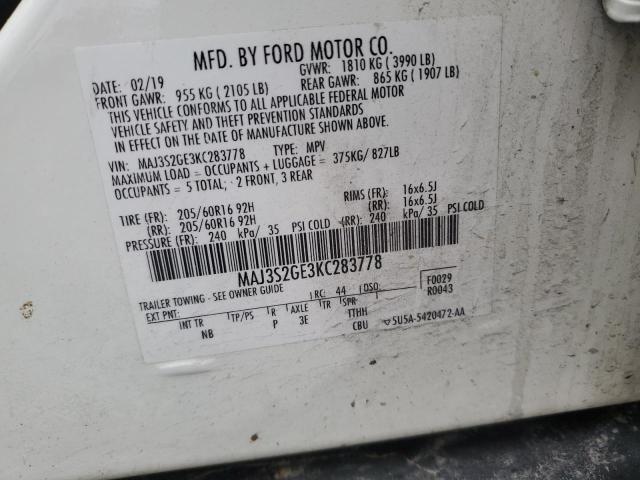 MFD. BY FORD MOTOR CO.
DATE: 02/19 GVWR: 1810 KG ( 3990 LB)
FRONT GAWR: 955 KG ( 2105 LB) REAR GAWR: 865 KG ( 1907 LB)
THIS VEHICLE CONFORMS TO ALL APPLICABLE FEDERAL MOTOR
VEHICLE SAFETY AND THEFT PREVENTION STANDARDS
IN EFFECT ON THE DATE OF MANUFACTURE SHOWN ABOVE.
VIN: MAJ3S2GE3KC283778 TYPE: MPV
MAXIMUM LOAD = OCCUPANTS + LUGGAGE = 375KG/ 827LB
OCCUPANTS = 5 TOTAL; 2 FRONT, 3 REAR
TIRE (FR): 205/60R16 92H RIMS (FR): 16x6.5J
(RR): 205/60R16 92H (RR): 16x6.5J
PRESSURE (FR): 240 kPa/ 35 PSI COLD (RR): 240 kPa/ 35 PSI COLD
MAJ3S2GE3KC283778
TRAILER TOWING - SEE OWNER GUIDE RC: 44 DSO: F0029
EXT PNT: R0043
INT TR TP/PS R AXLE TR SPR
NB P 3E TTHH
CBU 5U5A-5420472-AA